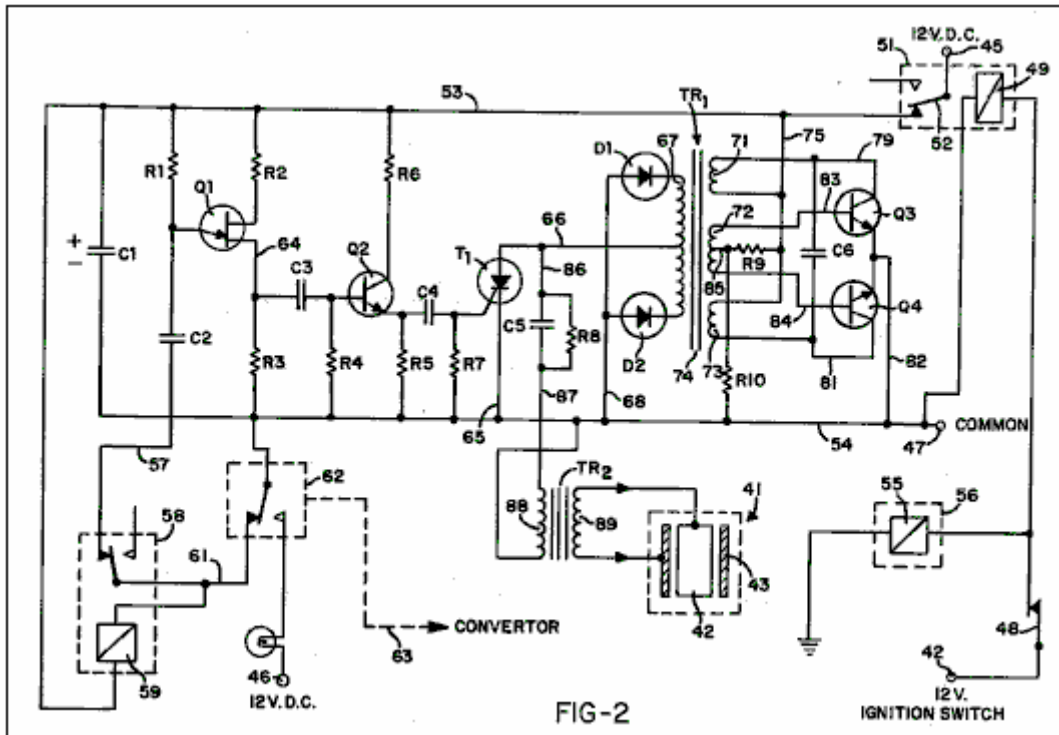 12V. D.C.
51
45
49
53
TR1
52
75
R1
R2
R6
D1
67
71
79
Q1
83
Q3
72
64
66
+
-
C1
Q2
T1
86
R9
C6
C3
C4
85
Q4
84
C5
R8
C2
R3
R4
R5
R7
D2
74
73
R10
81
82
87
65
68
54
COMMON
47
57
62
TR2
41
55
56
58
88
89
61
43
42
48
CONVERTOR
63
42
59
46
12V. D.C.
12V.
IGNITION SWITCH
FIG-2